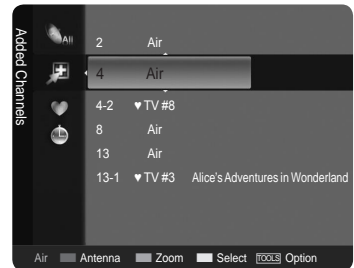 Added Channels
All
2 Air
4 Air
4-2 ♥ TV #8
8 Air
13 Air
13-1 ♥ TV #3 Alice's Adventures in Wonderland
Air Antenna Zoom Select TOOLS Option